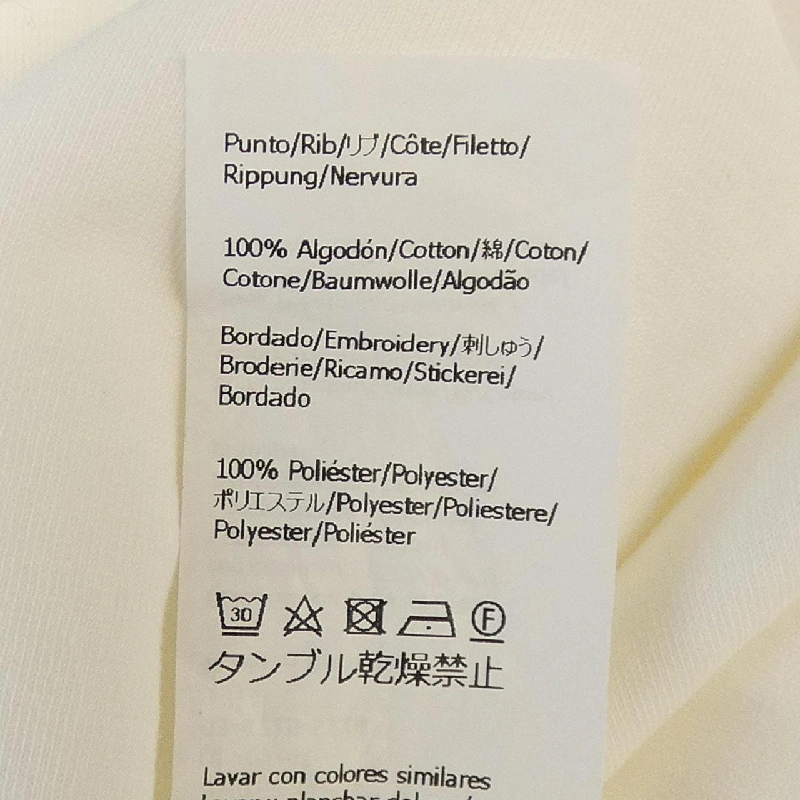 Punto/Rib/リブ/Côte/Filetto/
Rippung/Nervura
100% Algodón/Cotton/綿/Coton/
Cotone/Baumwolle/Algodão
Bordado/Embroidery/刺しゅう/
Broderie/Ricamo/Stickerei/
Bordado
100% Poliéster/Polyester/
ポリエステル/Polyester/Poliestere/
Polyester/Poliéster
30 F
タンブル乾燥禁止
Lavar con colores similares